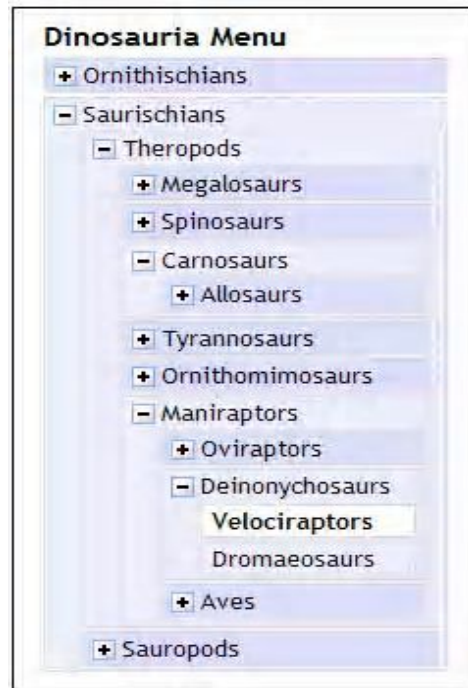 Dinosauria Menu
+ Ornithischians
− Saurischians
− Theropods
+ Megalosaurs
+ Spinosaurs
− Carnosaurs
+ Allosaurs
+ Tyrannosaurs
+ Ornithomimosaurs
− Maniraptors
+ Oviraptors
− Deinonychosaurs
Velociraptors
Dromaeosaurs
+ Aves
+ Sauropods